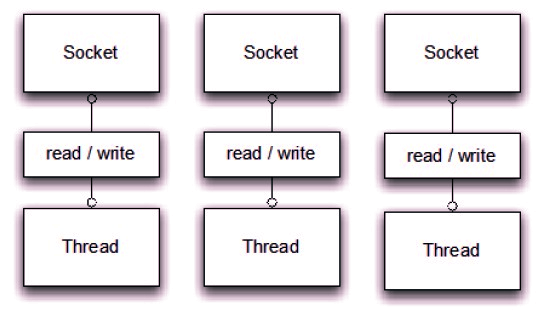 Socket
Socket
Socket
read / write
read / write
read / write
Thread
Thread
Thread